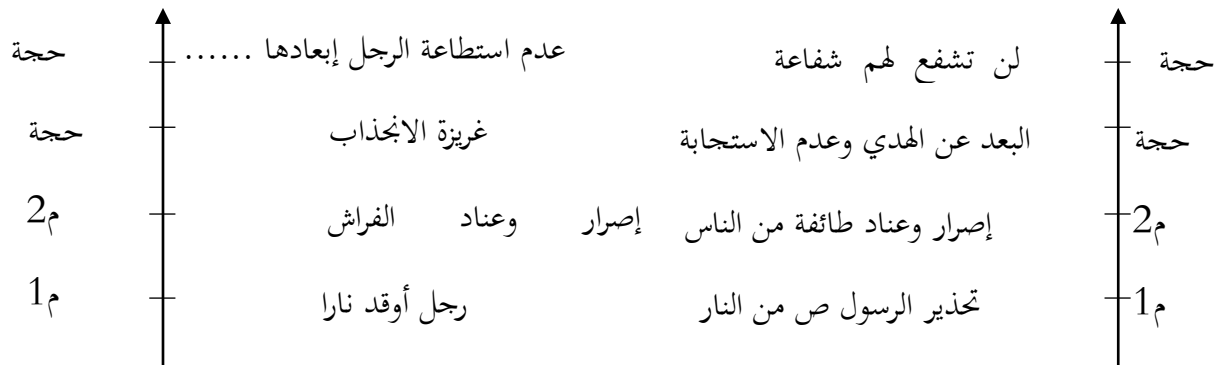 حجة لن تشفع لهم شفاعة عدم استطاعة الرجل إبعادها ...... حجة
حجة البعد عن الهدي وعدم الاستجابة غريزة الانجذاب حجة
م2 إصرار وعناد طائفة من الناس إصرار وعناد الفراش م2
م1 تحذير الرسول ص من النار رجل أوقد نارا م1